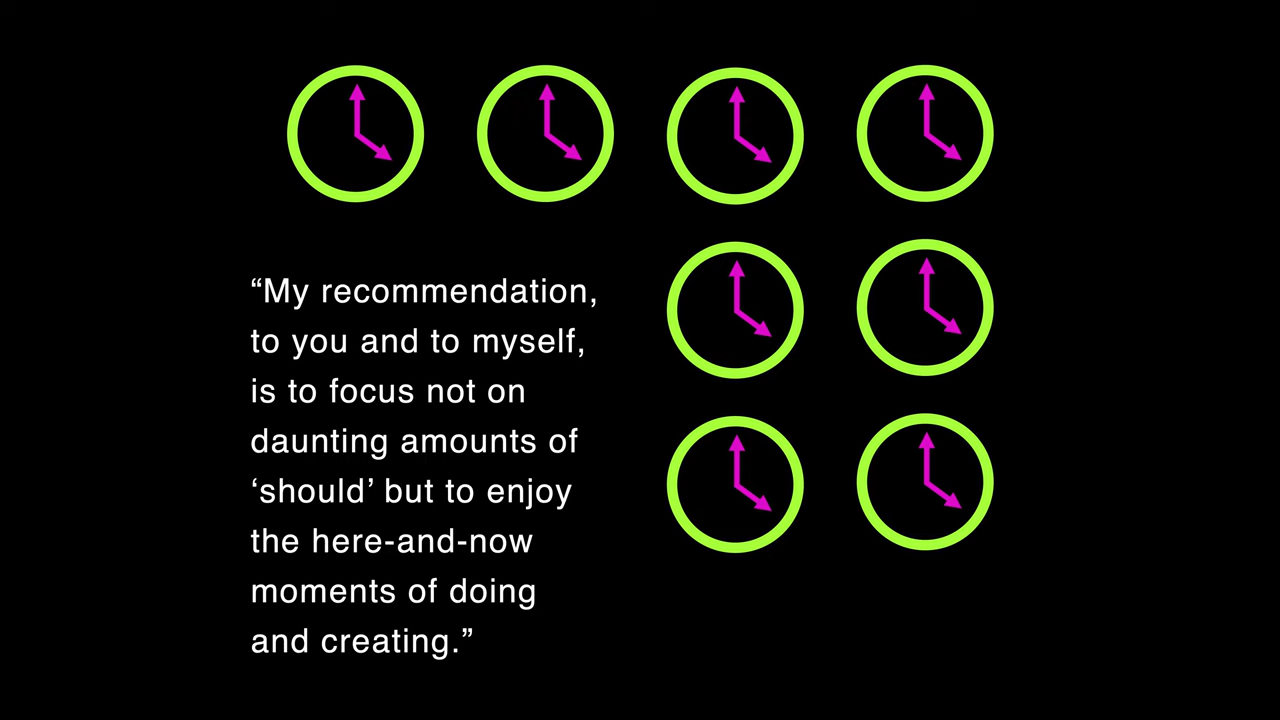 “My recommendation,
to you and to myself,
is to focus not on
daunting amounts of
‘should’ but to enjoy
the here-and-now
moments of doing
and creating.”